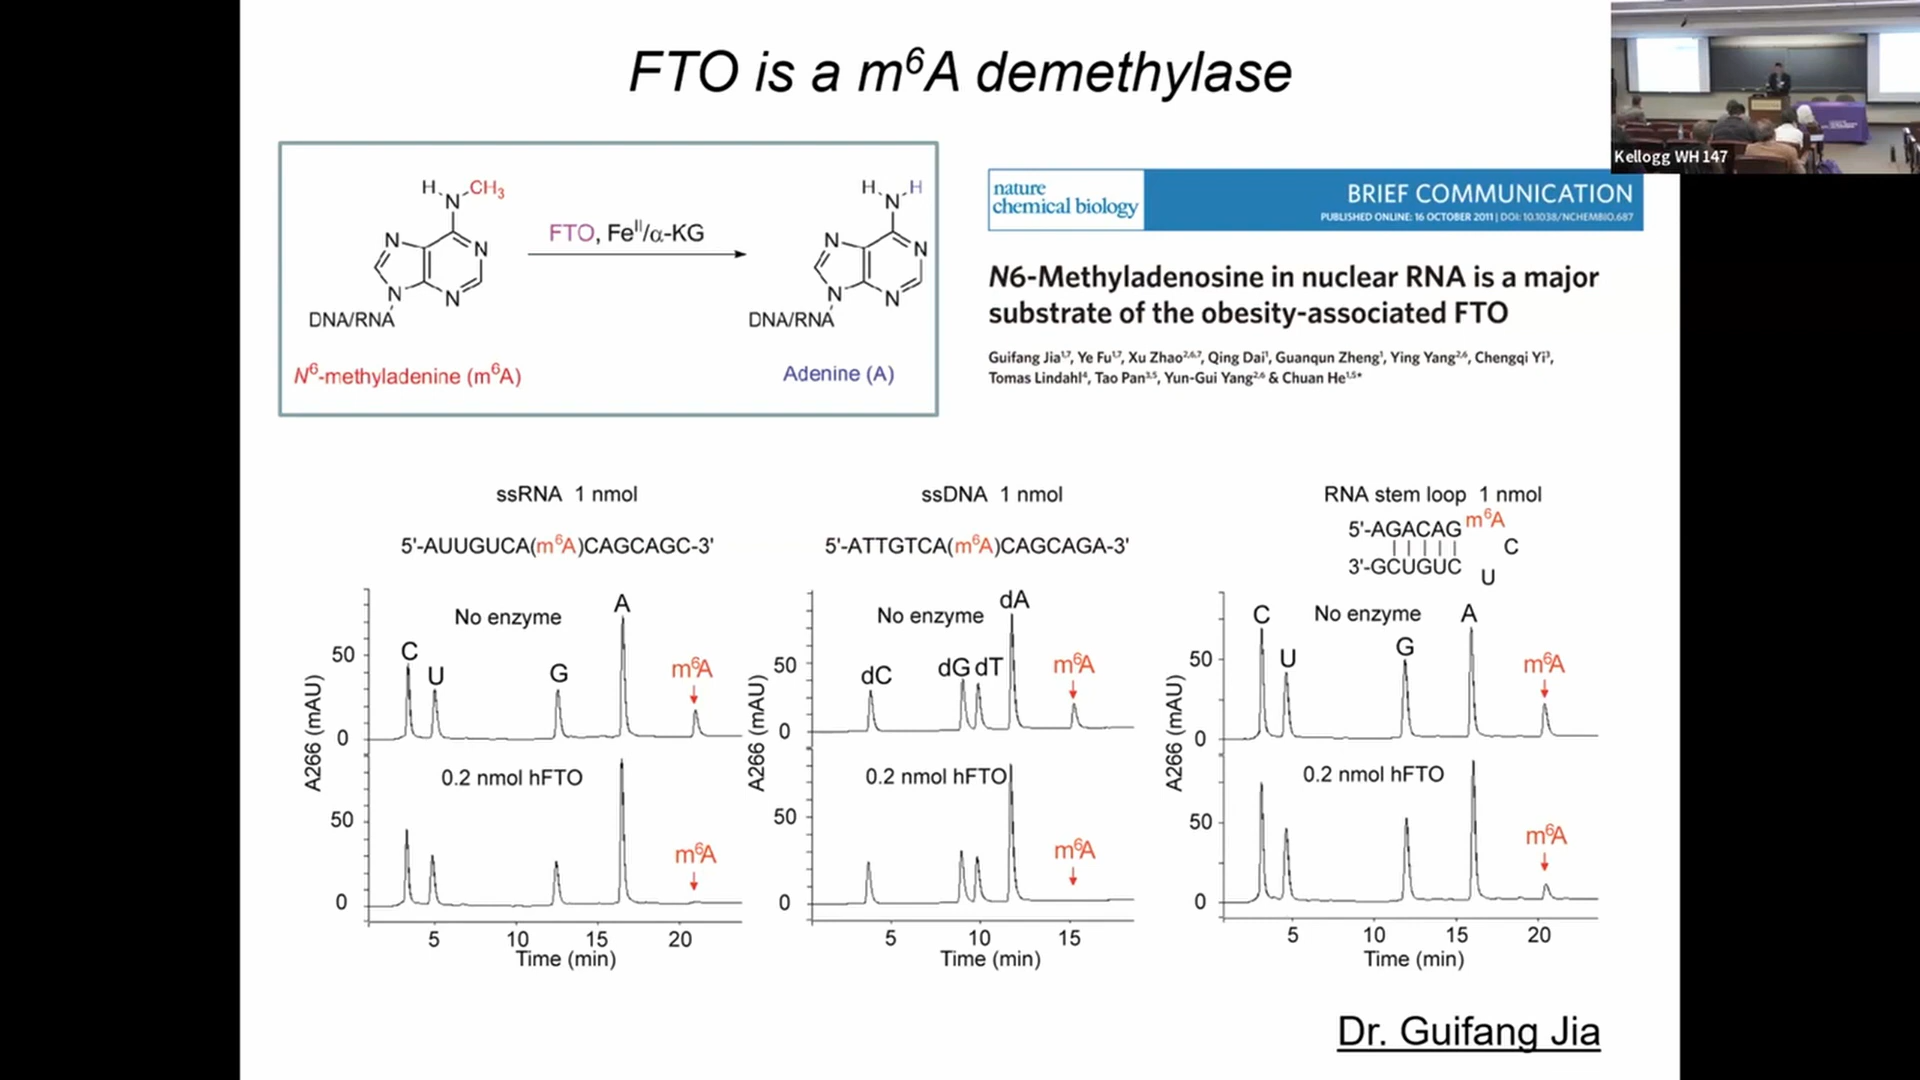 FTO is a m⁶A demethylase
Kellogg WH 147
H
N
CH₃
N
N
N
N
DNA/RNA
N⁶-methyladenine (m⁶A)
FTO, Feᴵᴵ/α-KG
H
H
N
N
N
N
N
DNA/RNA
Adenine (A)
nature
chemical biology
BRIEF COMMUNICATION
PUBLISHED ONLINE: 16 OCTOBER 2011 | DOI: 10.1038/NCHEMBIO.687
N6-Methyladenosine in nuclear RNA is a major
substrate of the obesity-associated FTO
Guifang Jia¹,⁷, Ye Fu¹,⁷, Xu Zhao²,⁶,⁷, Qing Dai¹, Guanqun Zheng¹, Ying Yang²,⁶, Chengqi Yi³,
Tomas Lindahl⁴, Tao Pan³,⁵, Yun-Gui Yang²,⁶ & Chuan He¹,⁵*
ssRNA 1 nmol
5'-AUUGUCA(m⁶A)CAGCAGC-3'
A266 (mAU)
No enzyme
C
U
G
A
m⁶A
50
0
0.2 nmol hFTO
m⁶A
50
0
5 10 15 20
Time (min)
ssDNA 1 nmol
5'-ATTGTCA(m⁶A)CAGCAGA-3'
A266 (mAU)
No enzyme
dC
dG
dT
dA
m⁶A
50
0
0.2 nmol hFTO
m⁶A
50
0
5 10 15
Time (min)
RNA stem loop 1 nmol
5'-AGACAG m⁶A
C
3'-GCUGUC
U
A266 (mAU)
No enzyme
C
U
G
A
m⁶A
50
0
0.2 nmol hFTO
m⁶A
50
0
5 10 15 20
Time (min)
Dr. Guifang Jia